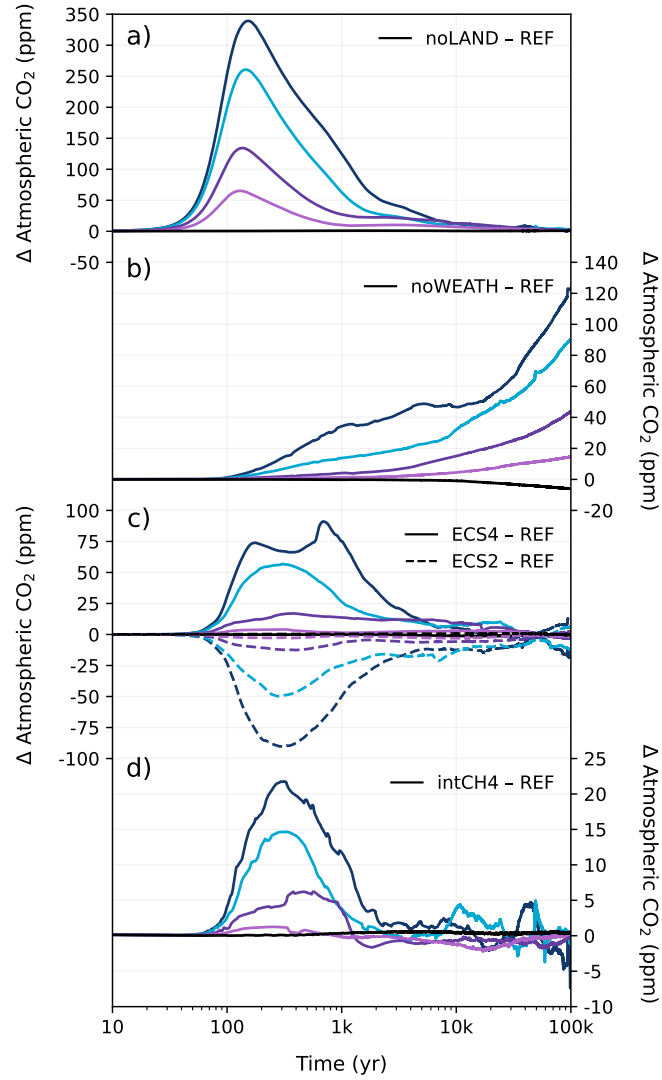 a)
noLAND – REF
350
300
250
200
150
100
50
0
-50
Δ Atmospheric CO₂ (ppm)
b)
noWEATH – REF
140
120
100
80
60
40
20
0
-20
Δ Atmospheric CO₂ (ppm)
c)
ECS4 – REF
ECS2 – REF
100
75
50
25
0
-25
-50
-75
-100
Δ Atmospheric CO₂ (ppm)
d)
intCH4 – REF
25
20
15
10
5
0
-5
-10
Δ Atmospheric CO₂ (ppm)
10 100 1k 10k 100k
Time (yr)